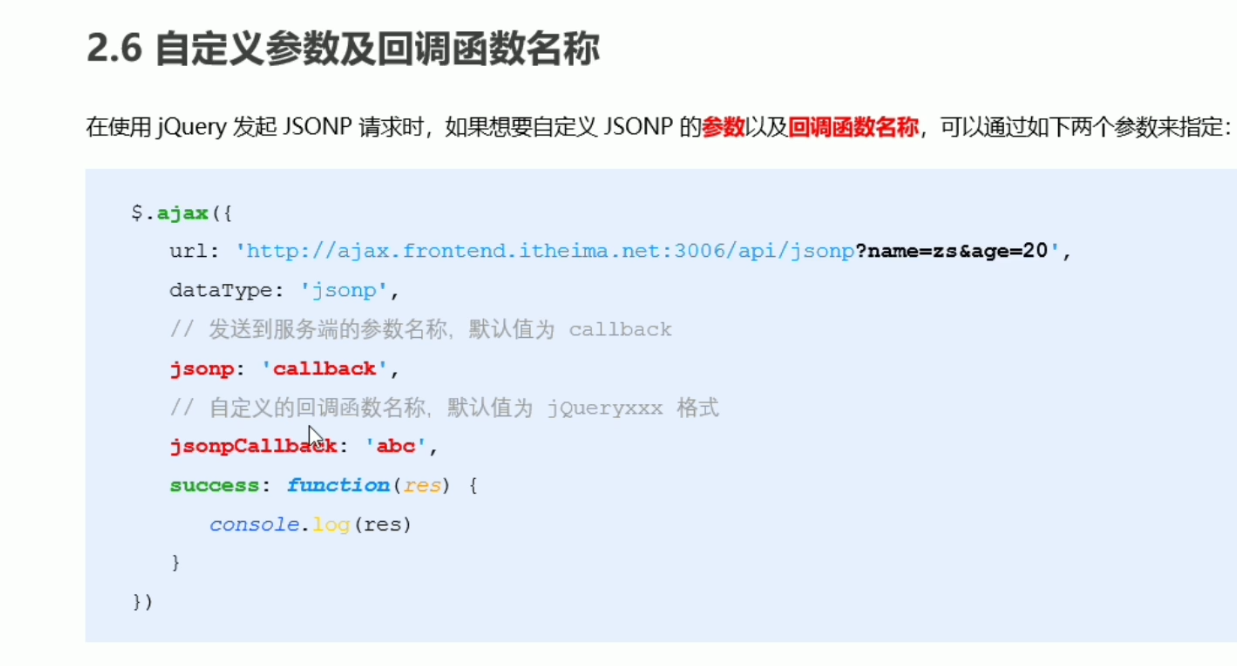 2.6 自定义参数及回调函数名称
在使用 jQuery 发起 JSONP 请求时，如果想要自定义 JSONP 的参数以及回调函数名称，可以通过如下两个参数来指定：
$.ajax({
   url: 'http://ajax.frontend.itheima.net:3006/api/jsonp?name=zs&age=20',
   dataType: 'jsonp',
   // 发送到服务端的参数名称，默认值为 callback
   jsonp: 'callback',
   // 自定义的回调函数名称，默认值为 jQueryxxx 格式
   jsonpCallback: 'abc',
   success: function(res) {
      console.log(res)
   }
})